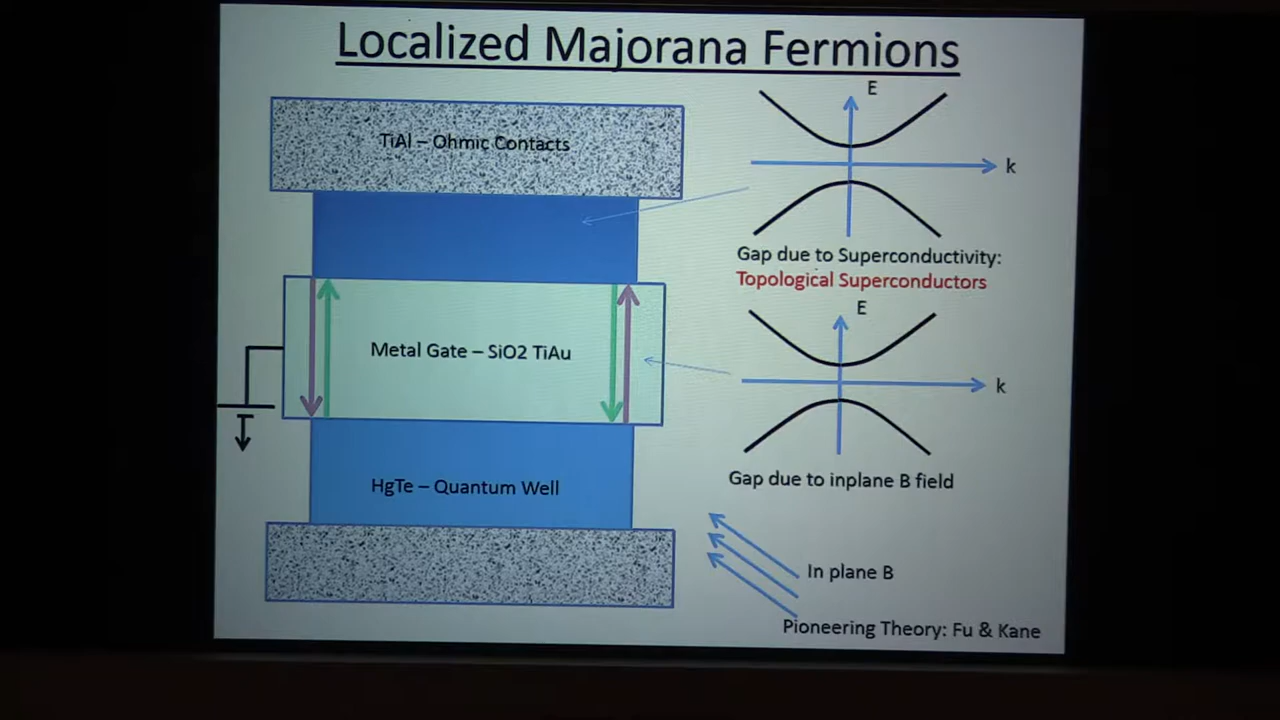 Localized Majorana Fermions
TiAl – Ohmic Contacts
E
k
Gap due to Superconductivity:
Topological Superconductors
Metal Gate – SiO2 TiAu
E
k
HgTe – Quantum Well
Gap due to inplane B field
In plane B
Pioneering Theory: Fu & Kane